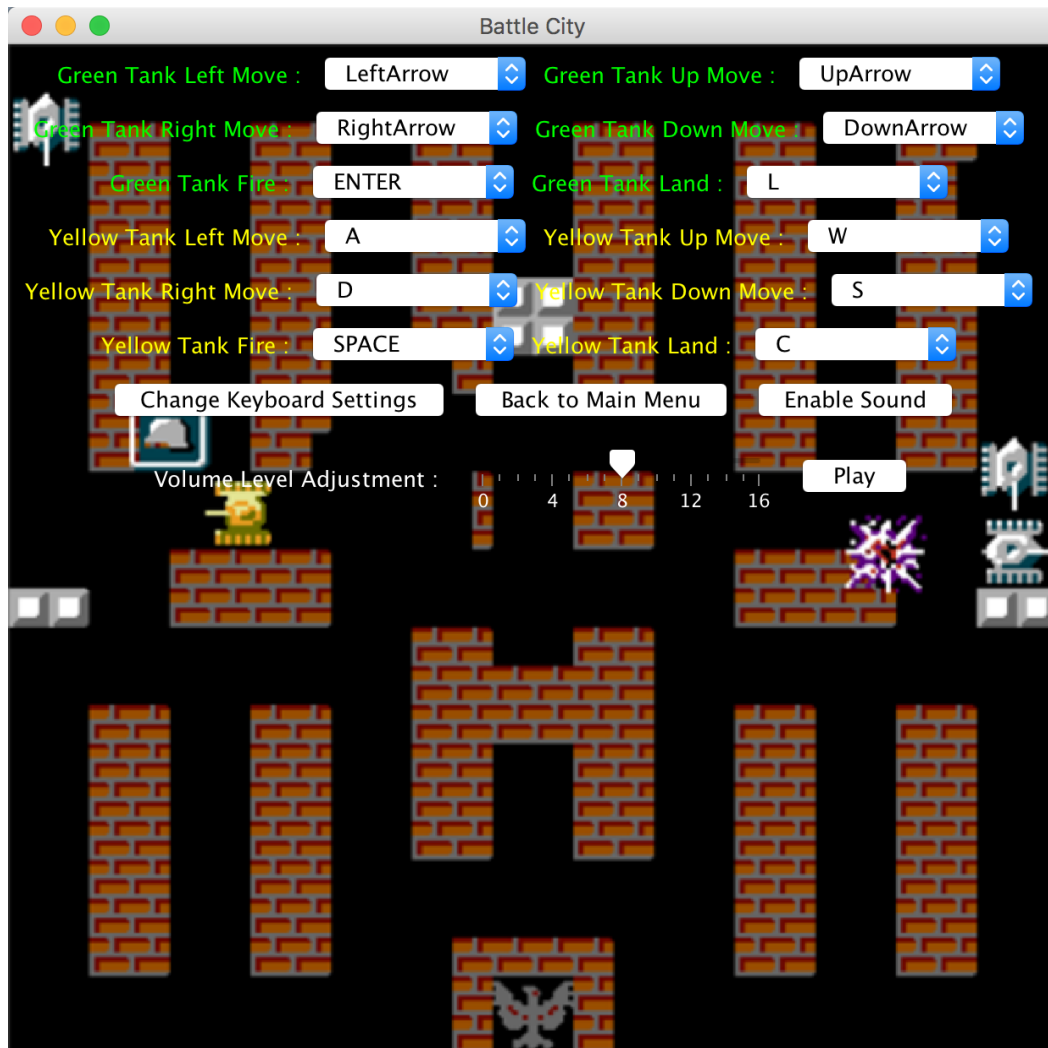 Battle City
Green Tank Left Move : LeftArrow Green Tank Up Move : UpArrow
Green Tank Right Move : RightArrow Green Tank Down Move : DownArrow
Green Tank Fire : ENTER Green Tank Land : L
Yellow Tank Left Move : A Yellow Tank Up Move : W
Yellow Tank Right Move : D Yellow Tank Down Move : S
Yellow Tank Fire : SPACE Yellow Tank Land : C
Change Keyboard Settings Back to Main Menu Enable Sound
Volume Level Adjustment : Play
0 4 8 12 16